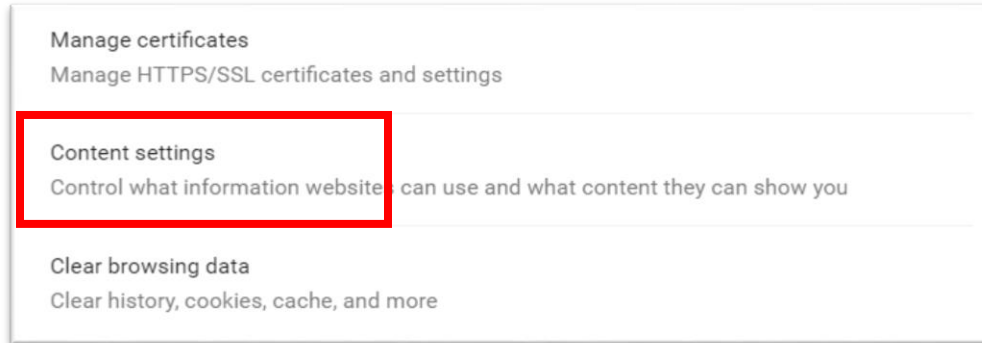 Manage certificates
Manage HTTPS/SSL certificates and settings
Content settings
Control what information websites can use and what content they can show you
Clear browsing data
Clear history, cookies, cache, and more